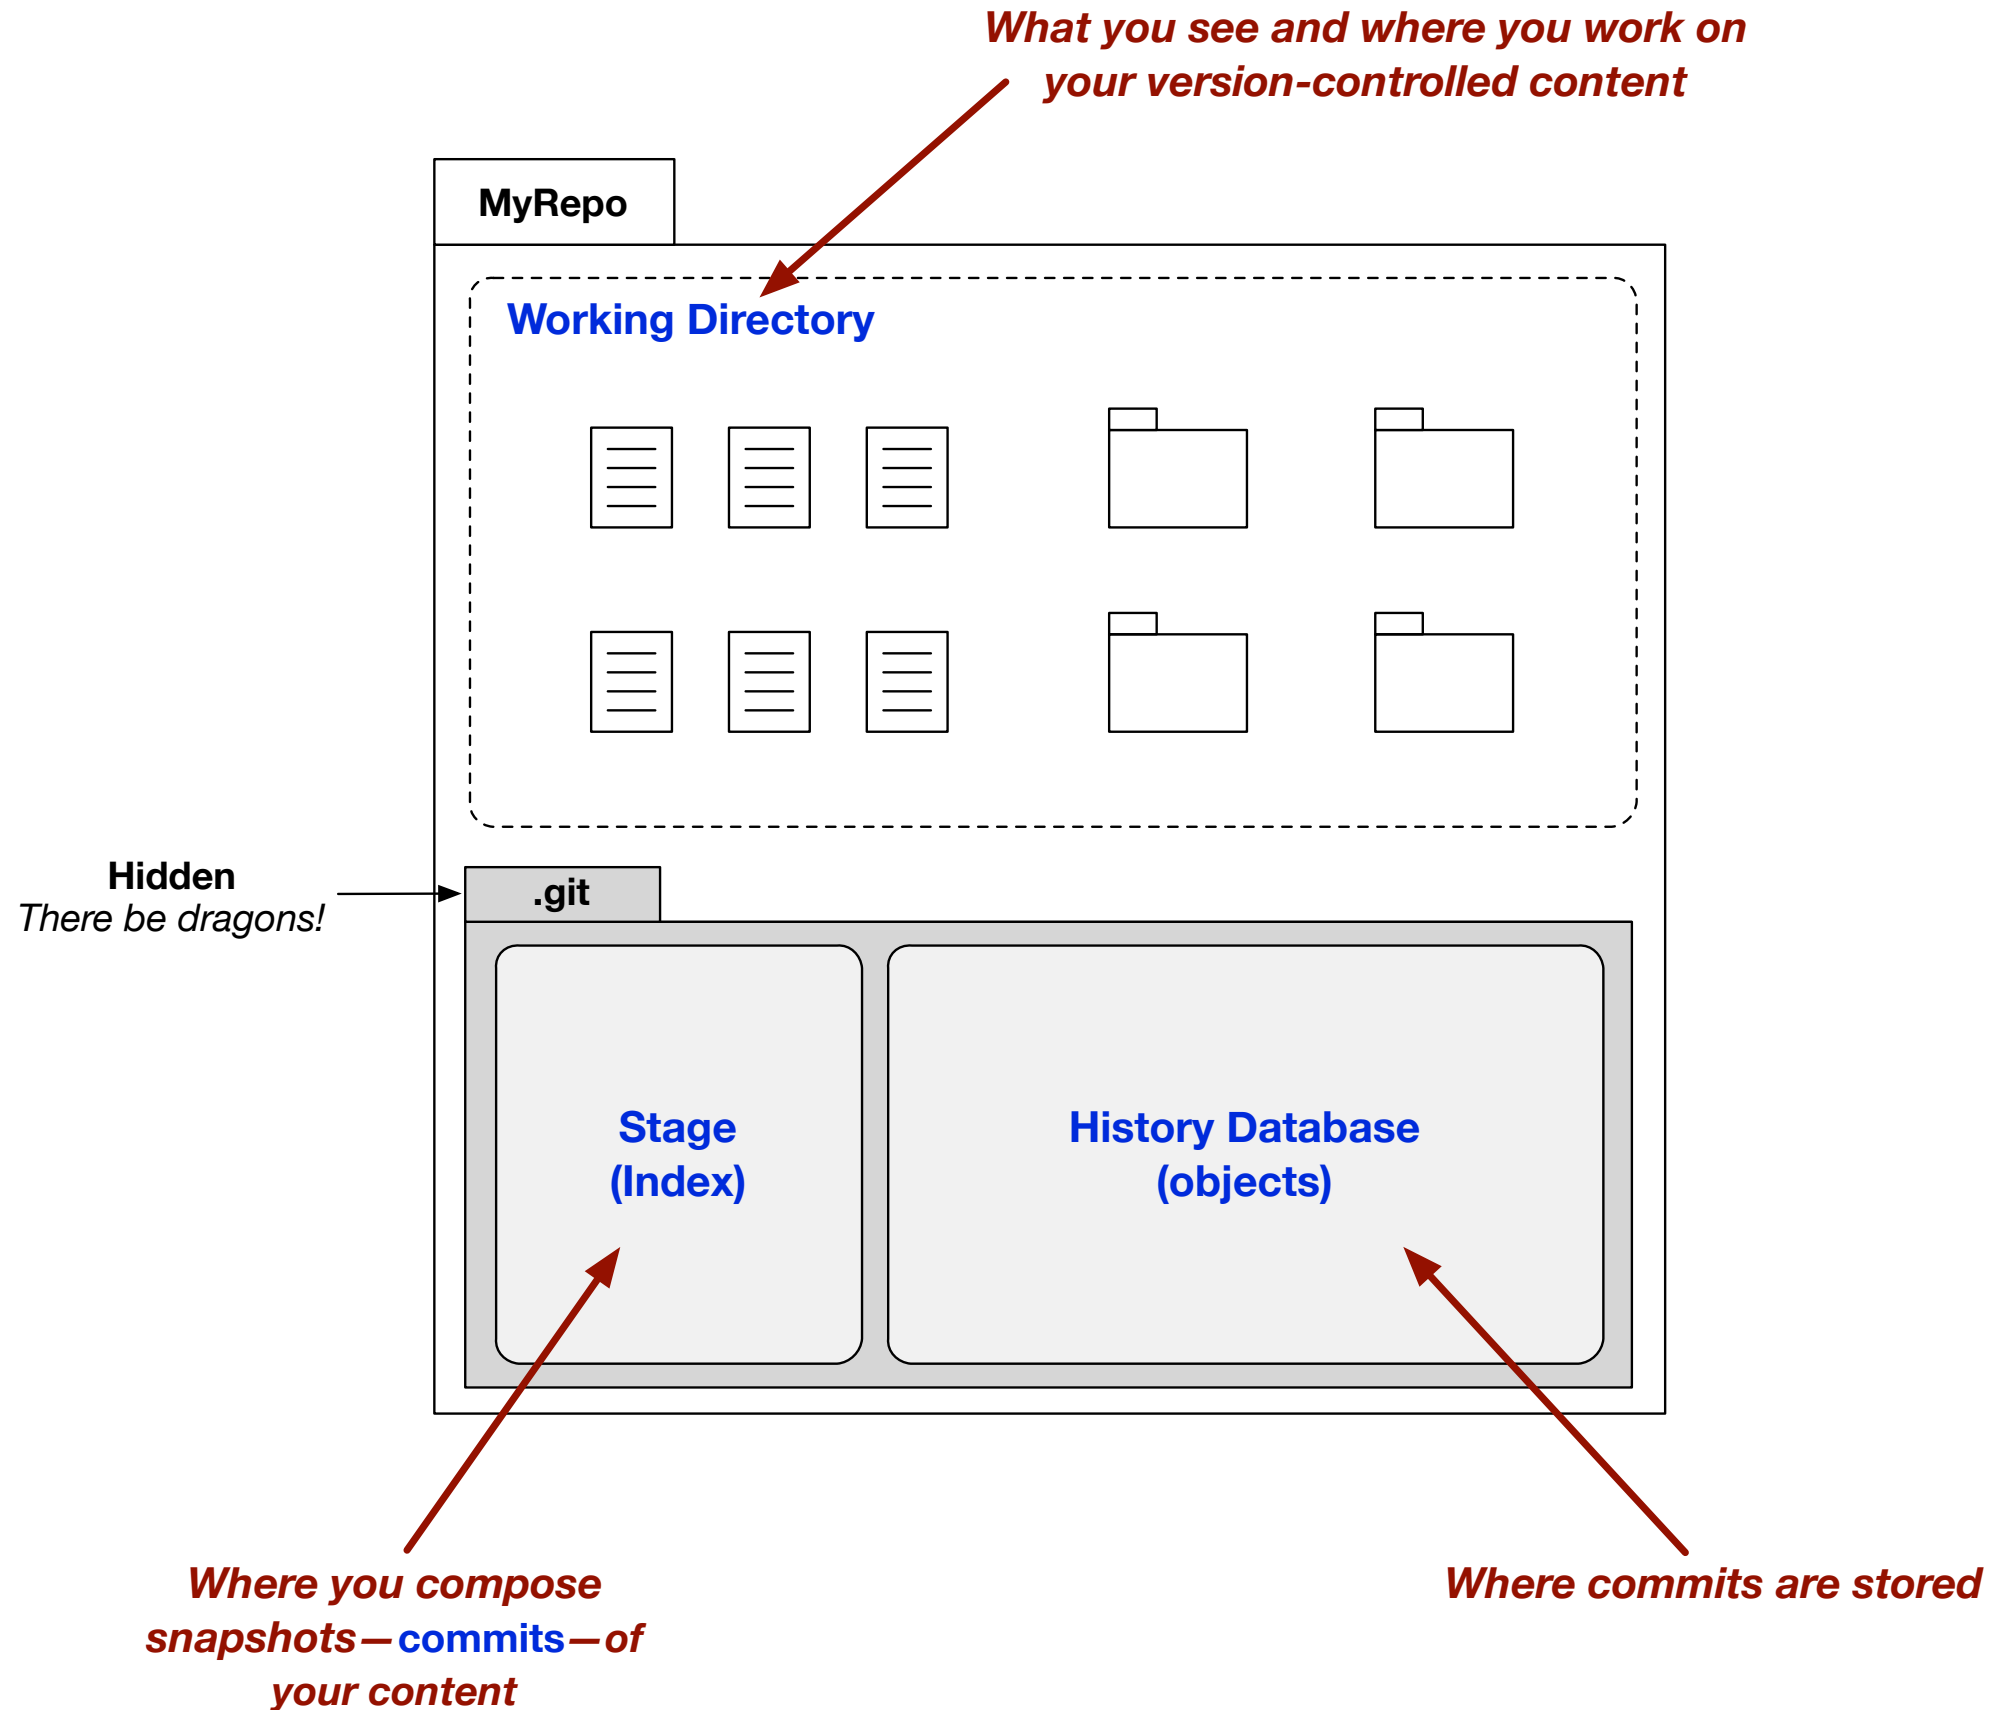 What you see and where you work on
your version-controlled content
MyRepo
Working Directory
Hidden
There be dragons!
.git
Stage
(Index)
History Database
(objects)
Where you compose
snapshots—commits—of
your content
Where commits are stored